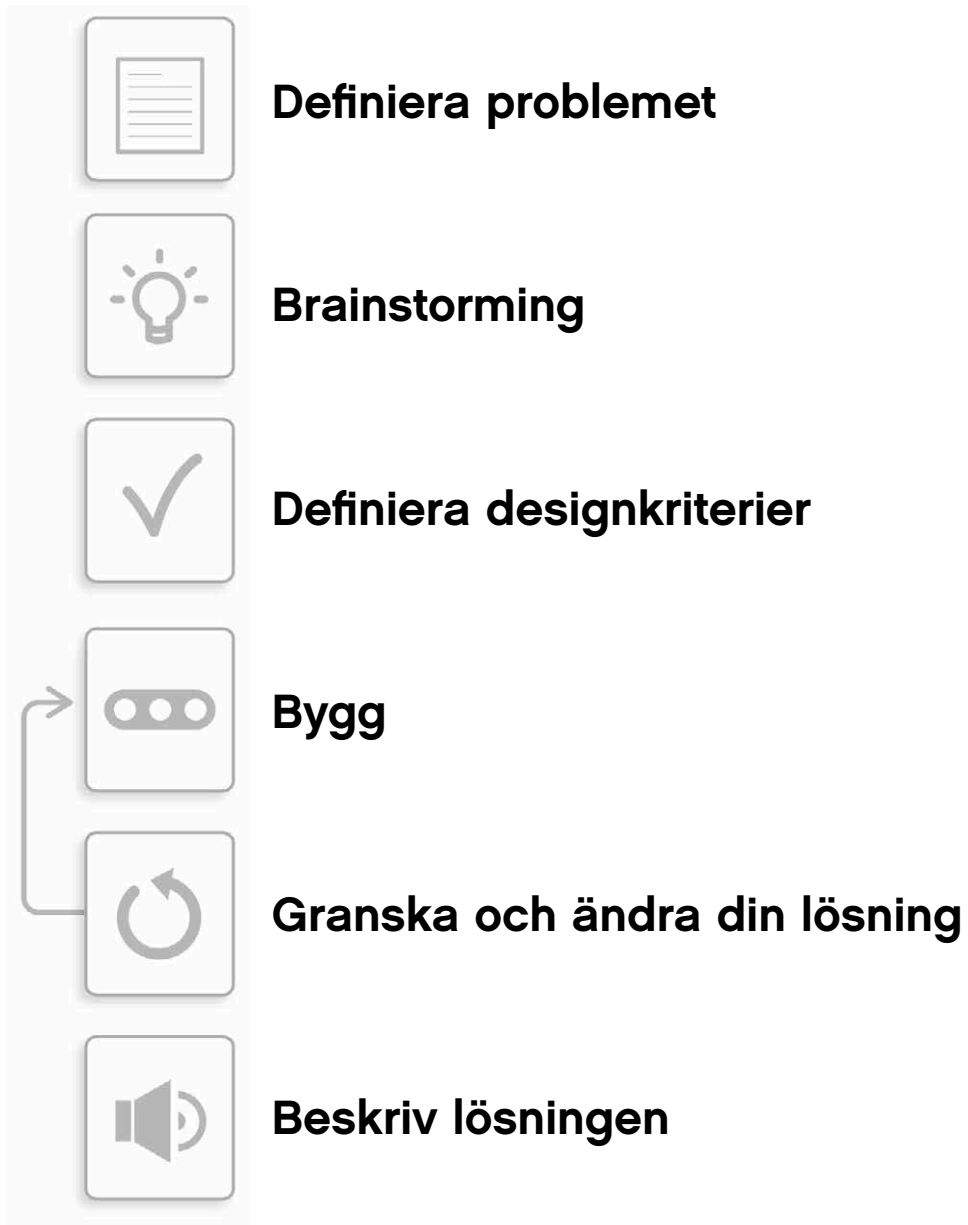 Definiera problemet
Brainstorming
Definiera designkriterier
Bygg
Granska och ändra din lösning
Beskriv lösningen